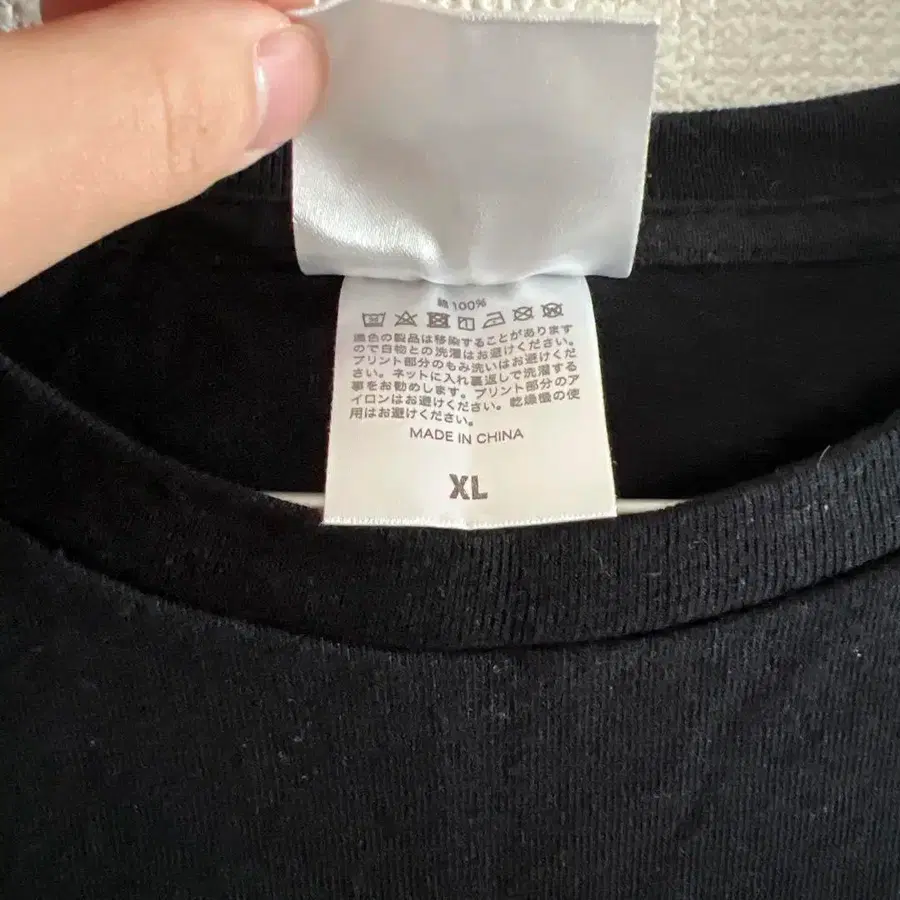 綿100%
濃色の製品は移染することがあります
ので白物との洗濯はお避けください。
プリント部分のもみ洗いはお避けくだ
さい。ネットに入れ裏返しで洗濯する
事をお勧めします。プリント部分のア
イロンはお避けください。乾燥機の使
用はお避けください。
MADE IN CHINA
XL